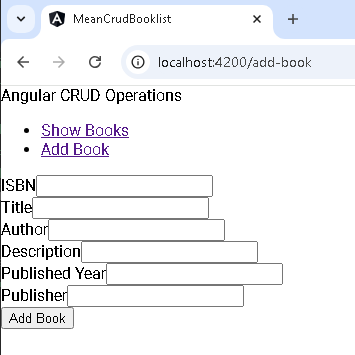 MeanCrudBooklist
localhost:4200/add-book
Angular CRUD Operations
Show Books
Add Book
ISBN
Title
Author
Description
Published Year
Publisher
Add Book